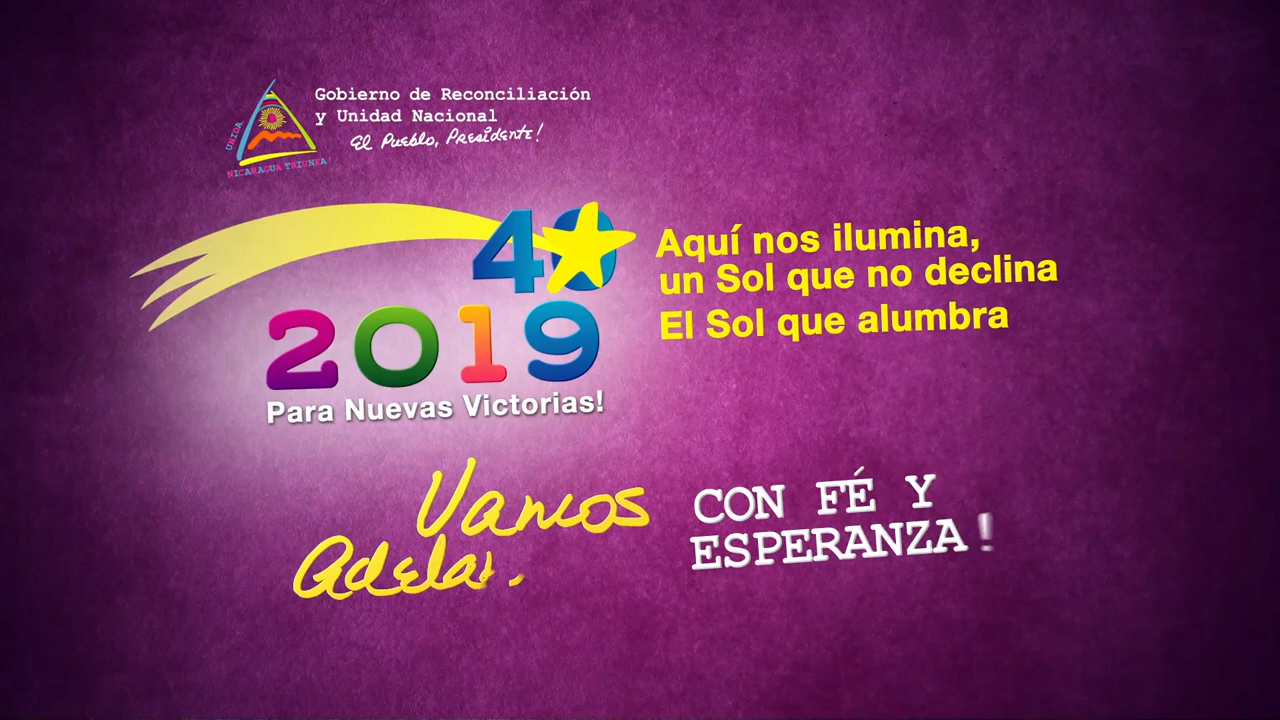 Gobierno de Reconciliación
y Unidad Nacional
El Pueblo, Presidente!
UNIDA
NICARAGUA TRIUNFA!
40
2019
Para Nuevas Victorias!
Aquí nos ilumina,
un Sol que no declina
El Sol que alumbra
Vamos
CON FÉ Y
ESPERANZA!